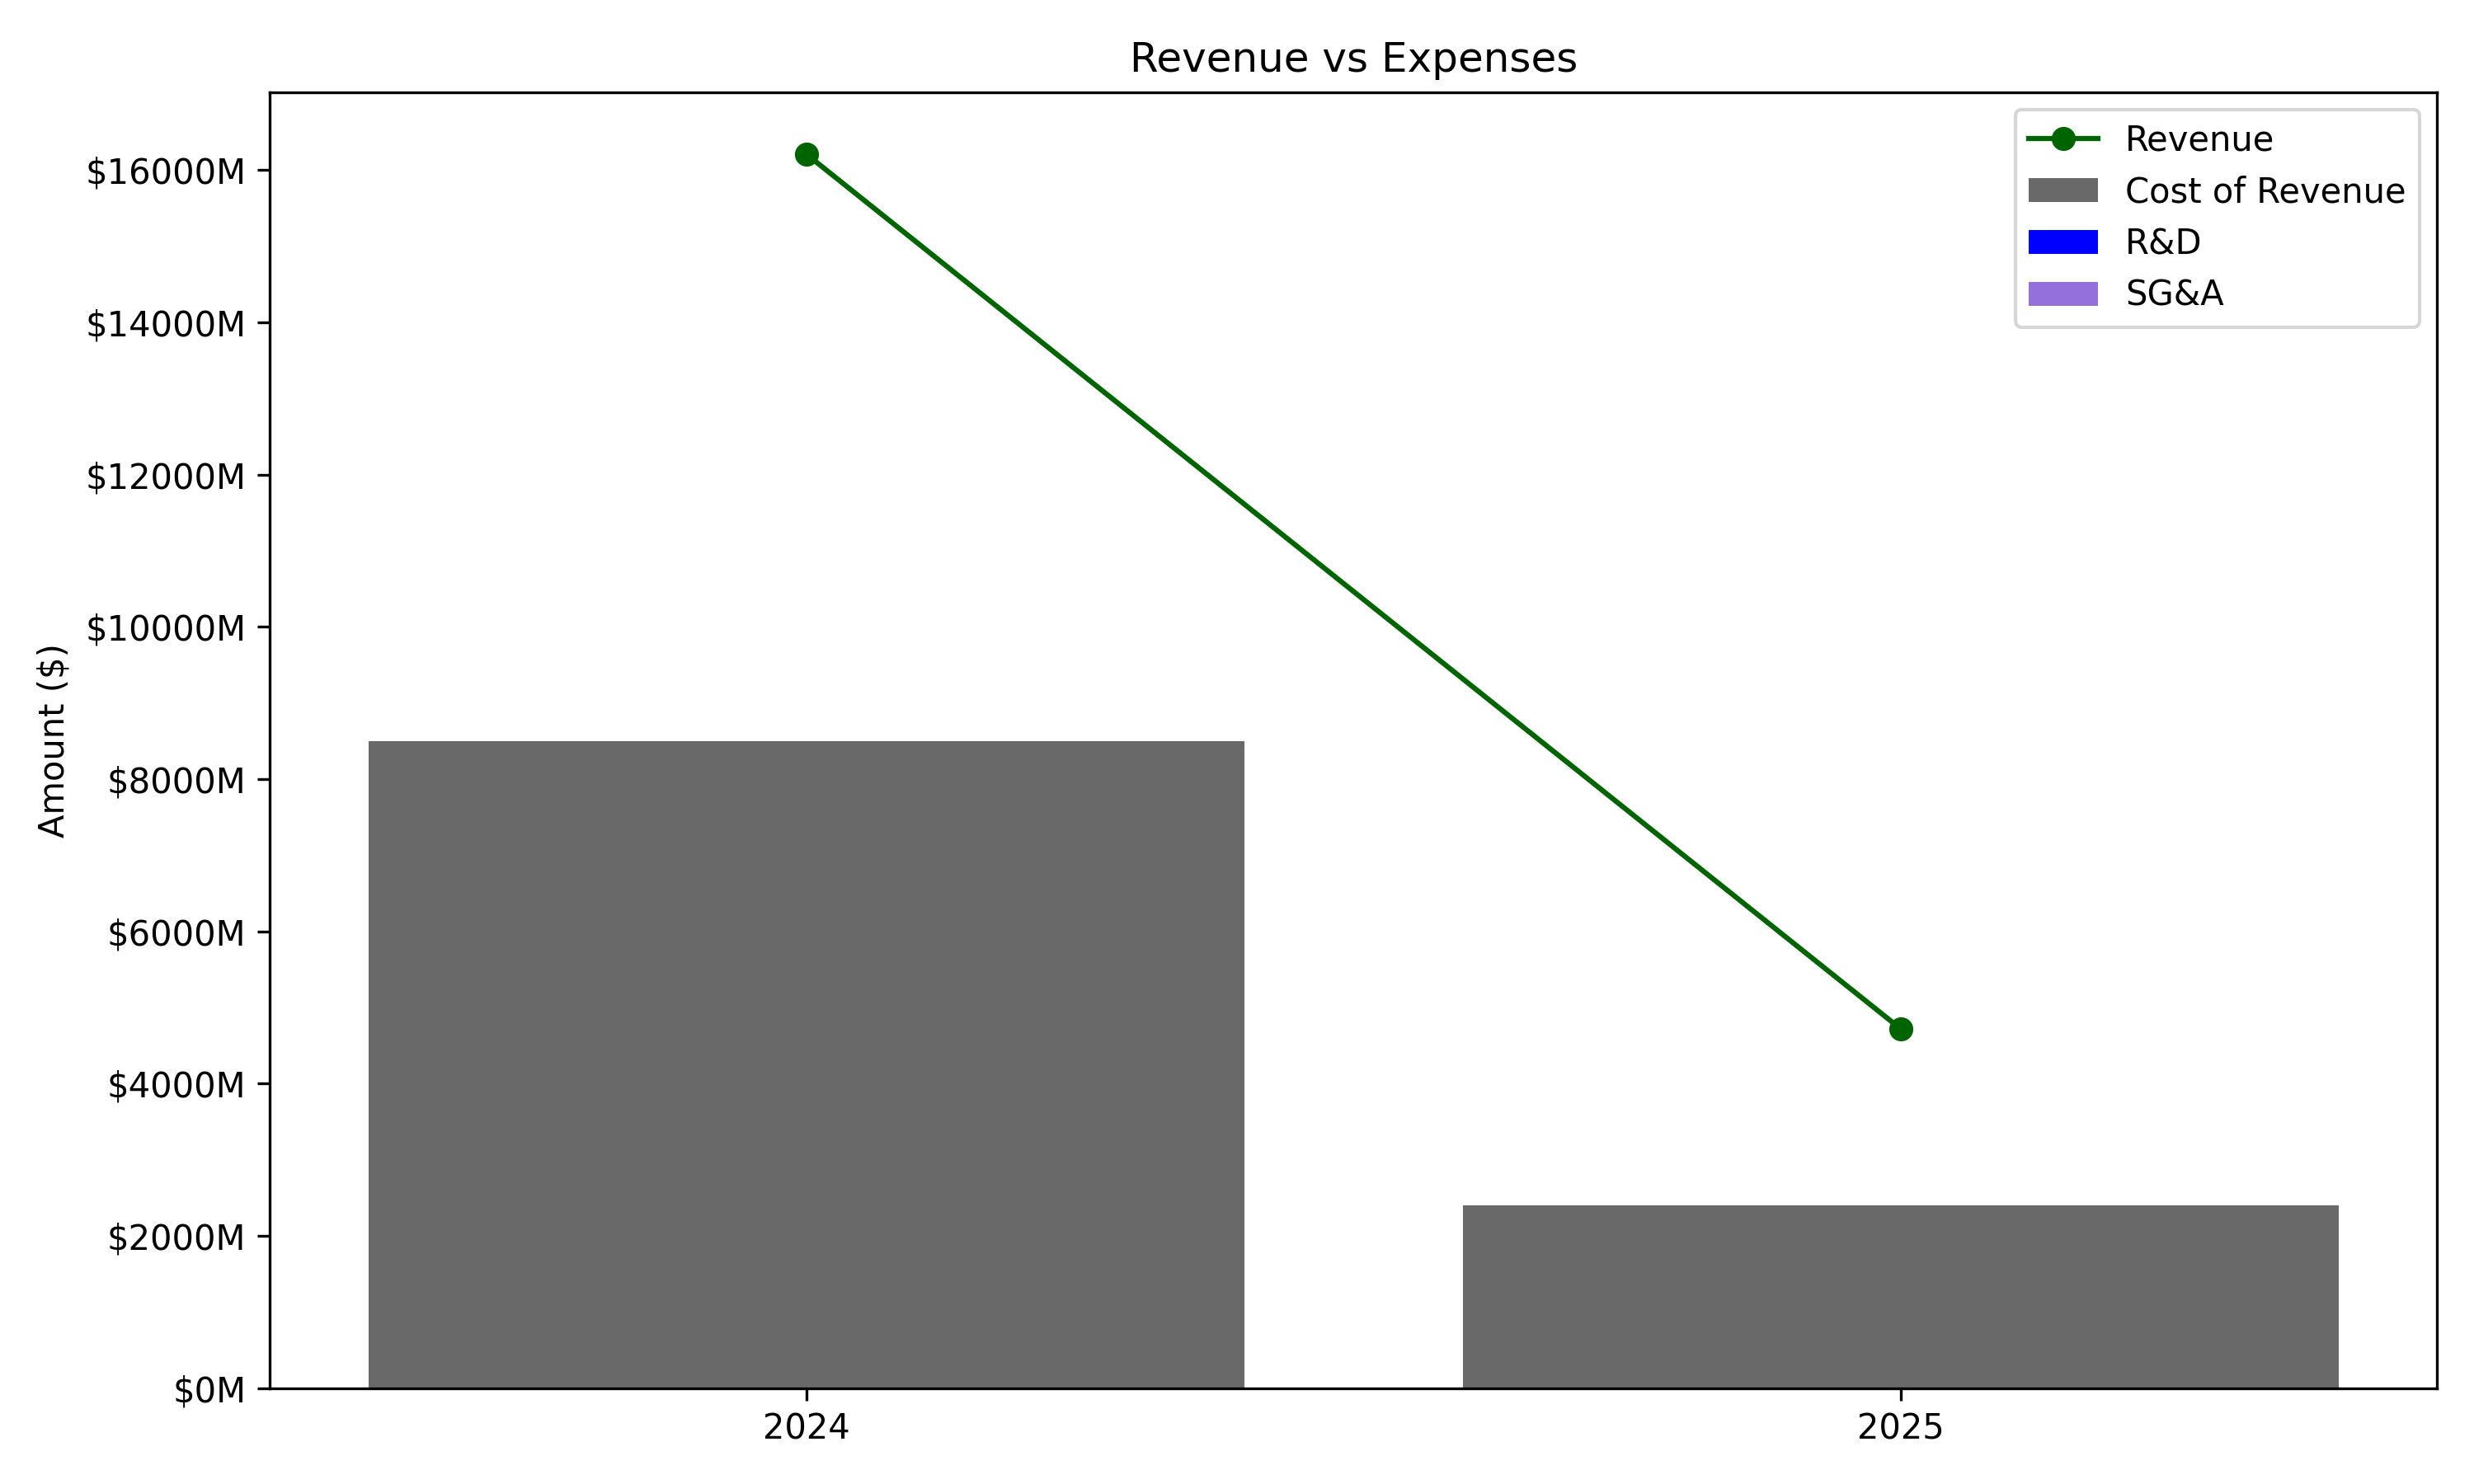 Revenue vs Expenses
Revenue
Cost of Revenue
R&D
SG&A
Amount ($)
$16000M
$14000M
$12000M
$10000M
$8000M
$6000M
$4000M
$2000M
$0M
2024
2025